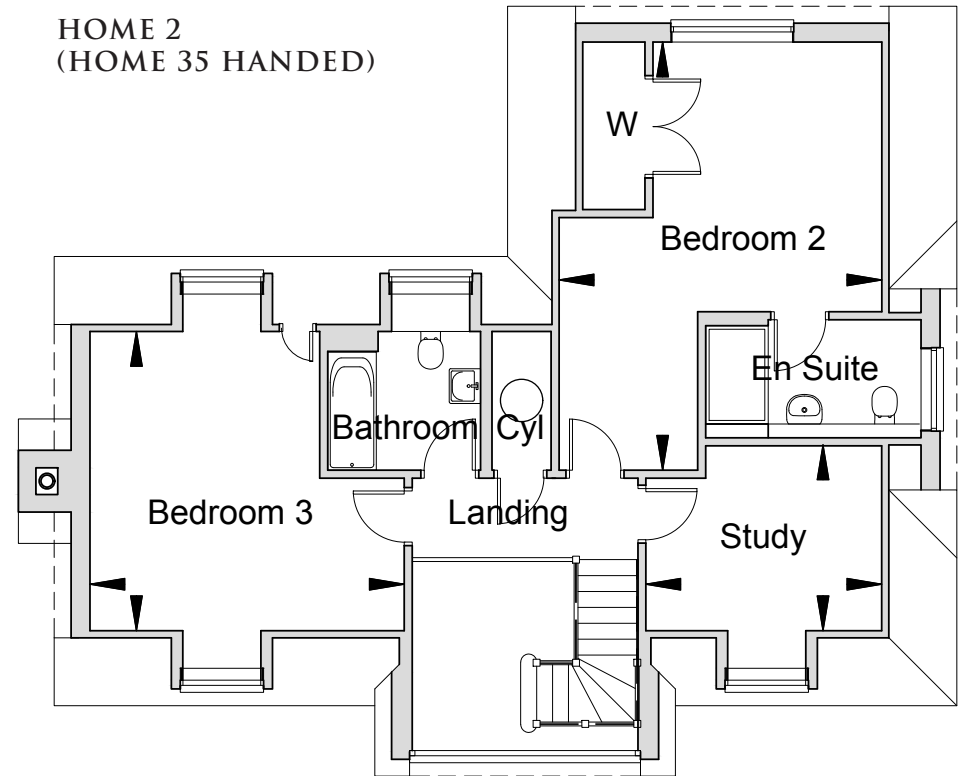 HOME 2
(HOME 35 HANDED)
W
Bedroom 2
En Suite
Bathroom
Cyl
Bedroom 3
Landing
Study